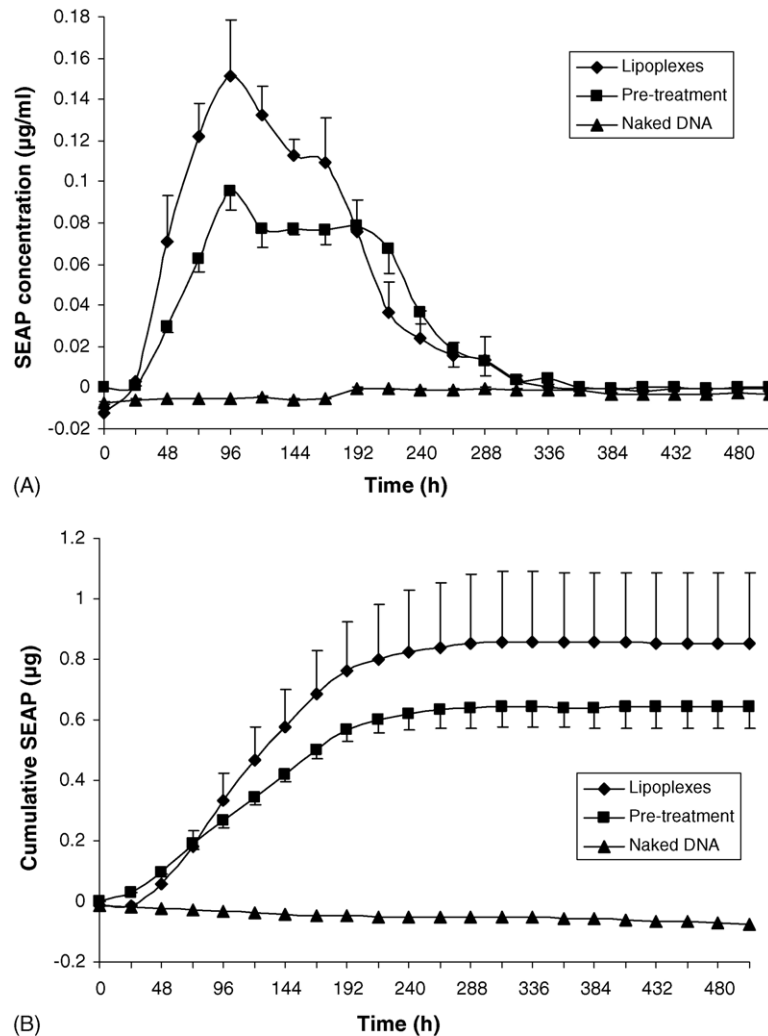 0.18
0.16
0.14
0.12
0.1
0.08
0.06
0.04
0.02
0
-0.02
SEAP concentration (µg/ml)
Lipoplexes
Pre-treatment
Naked DNA
0 48 96 144 192 240 288 336 384 432 480
Time (h)
(A)
1.2
1
0.8
0.6
0.4
0.2
0
-0.2
Cumulative SEAP (µg)
Lipoplexes
Pre-treatment
Naked DNA
0 48 96 144 192 240 288 336 384 432 480
Time (h)
(B)